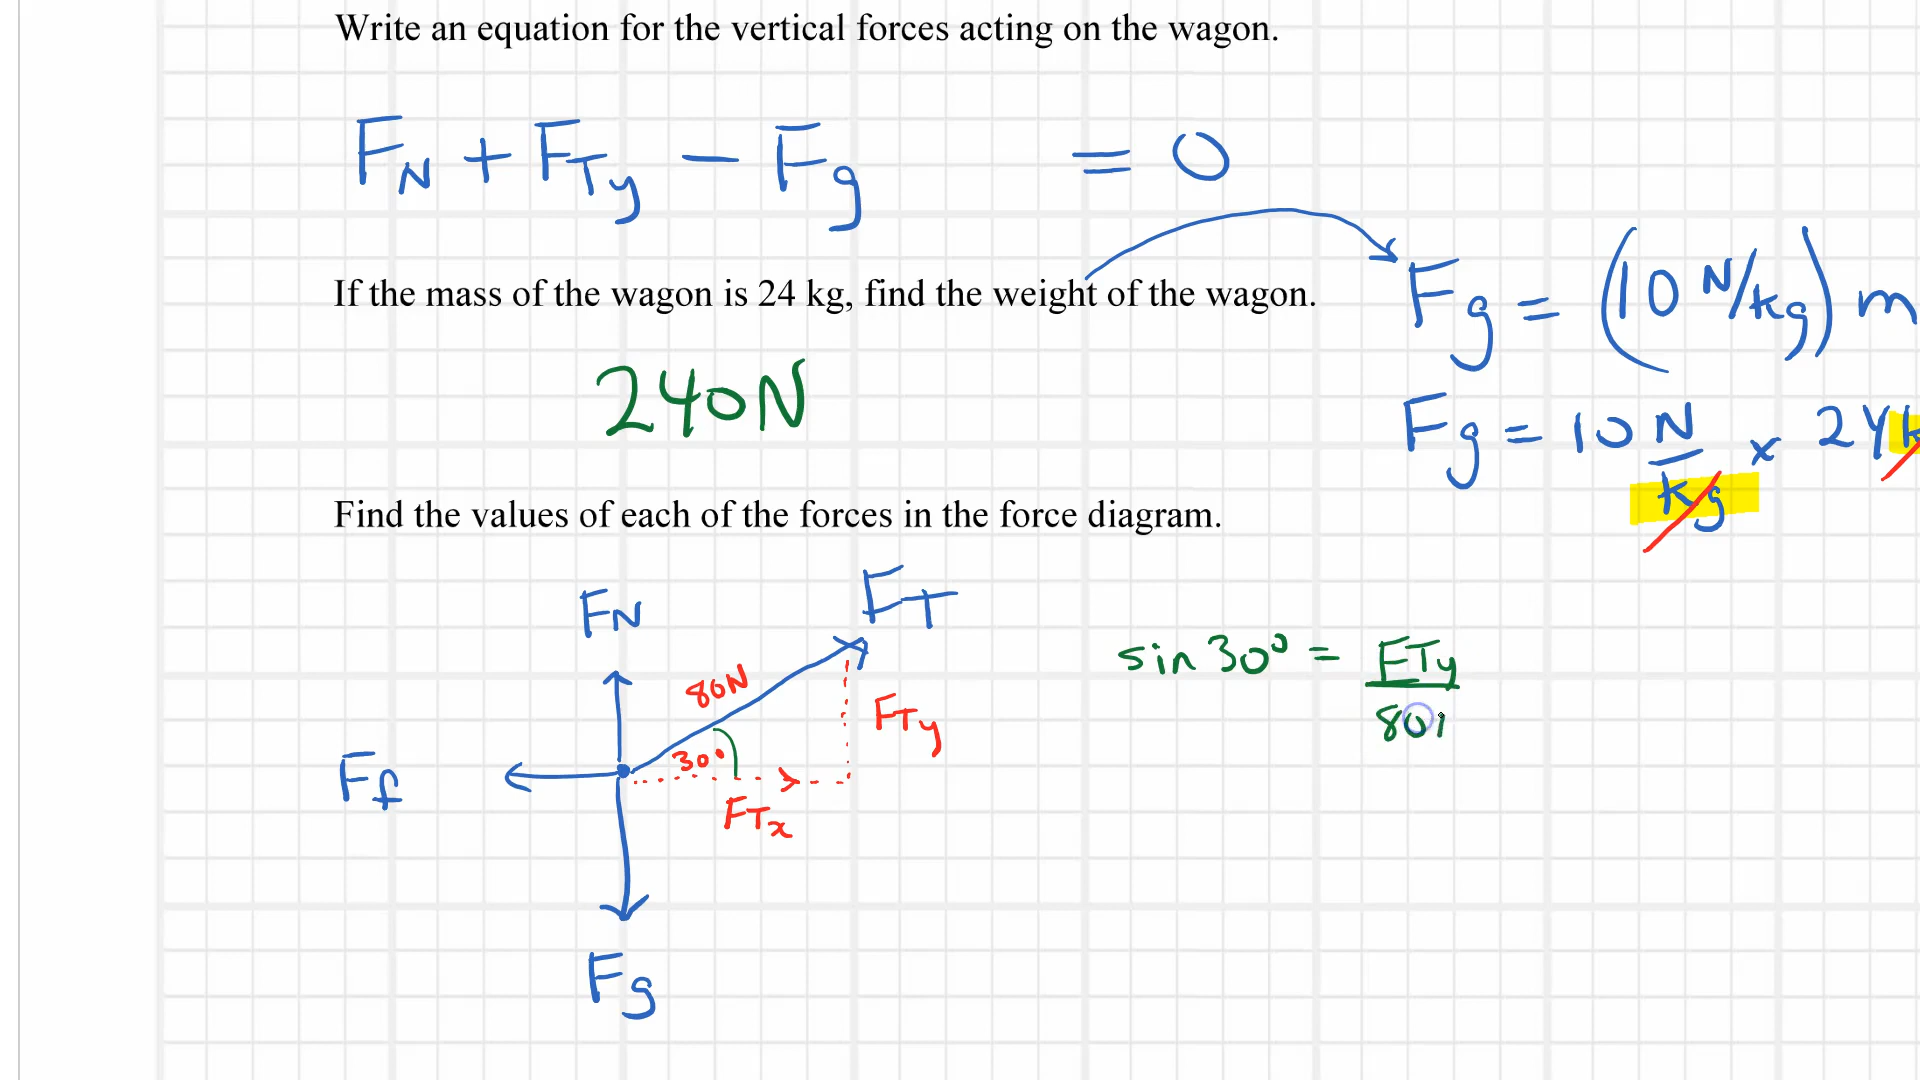 Write an equation for the vertical forces acting on the wagon.
FN + FTy − Fg = 0
If the mass of the wagon is 24 kg, find the weight of the wagon.
Fg = (10 N/kg) m
240N
Fg = 10 N/kg × 24 k
Find the values of each of the forces in the force diagram.
FN
FT
80N
sin 30° = FTy
80
FTy
30°
Ff
FTx
Fg